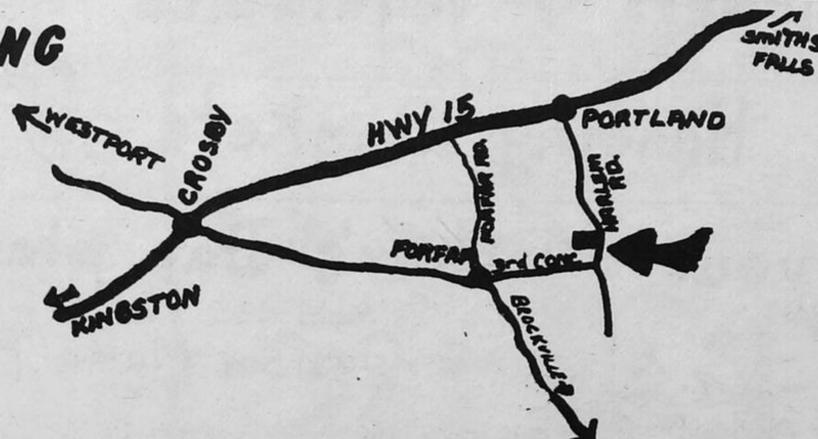 NG
SMITHS
FALLS
WESTPORT
CROSBY
HWY 15
PORTLAND
FORFAR RD.
HARLEM
RD.
FORFAR
3rd CONC.
KINGSTON
BROCKVILLE